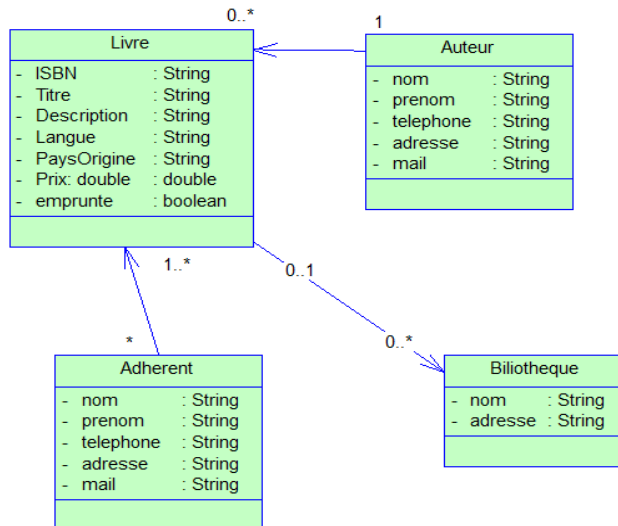 0..*
1
Livre
- ISBN : String
- Titre : String
- Description : String
- Langue : String
- PaysOrigine : String
- Prix: double : double
- emprunte : boolean
Auteur
- nom : String
- prenom : String
- telephone : String
- adresse : String
- mail : String
1..*
0..1
*
0..*
Adherent
- nom : String
- prenom : String
- telephone : String
- adresse : String
- mail : String
Biliotheque
- nom : String
- adresse : String